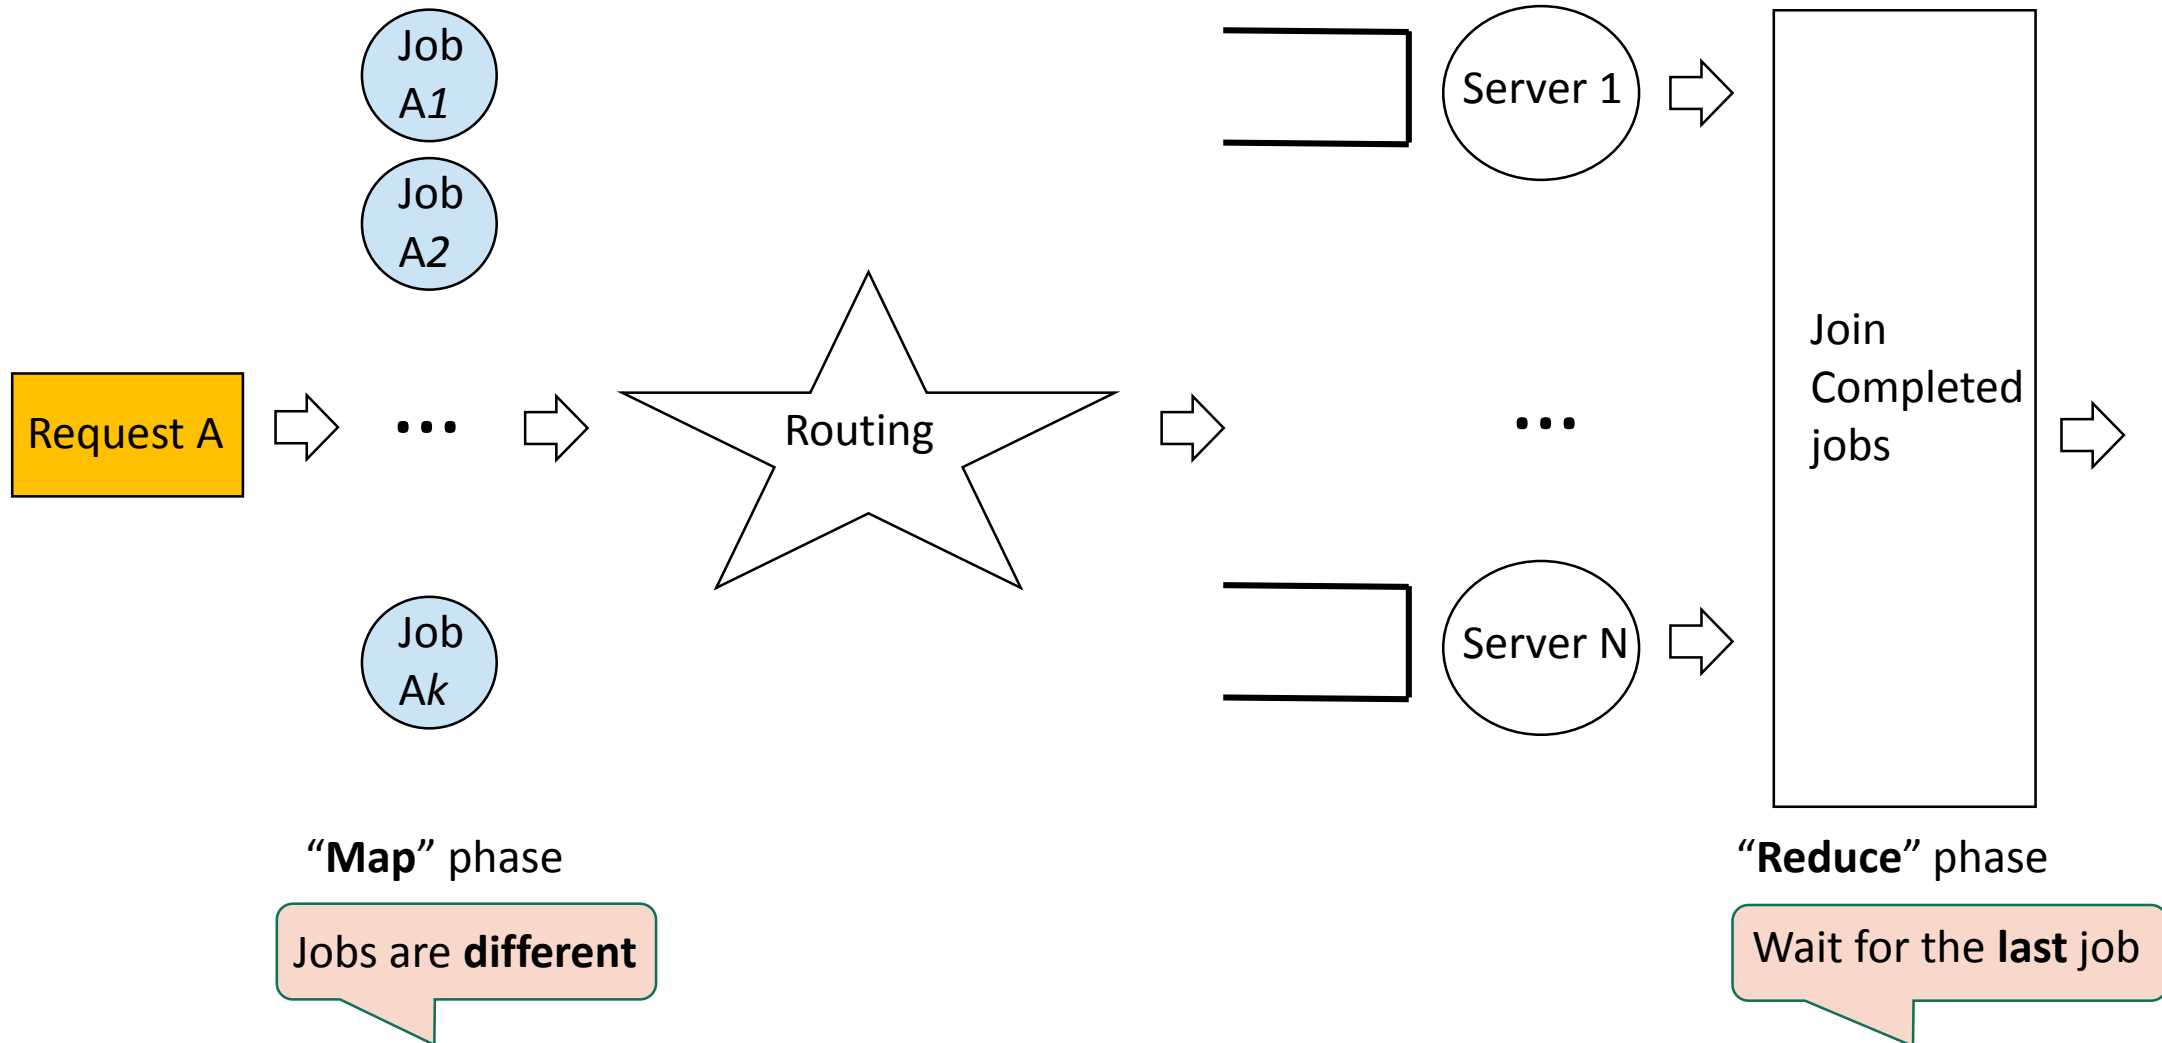 Request A
Job
A1
Job
A2
...
Job
Ak
Routing
Server 1
...
Server N
Join
Completed
jobs
“Map” phase
Jobs are different
“Reduce” phase
Wait for the last job